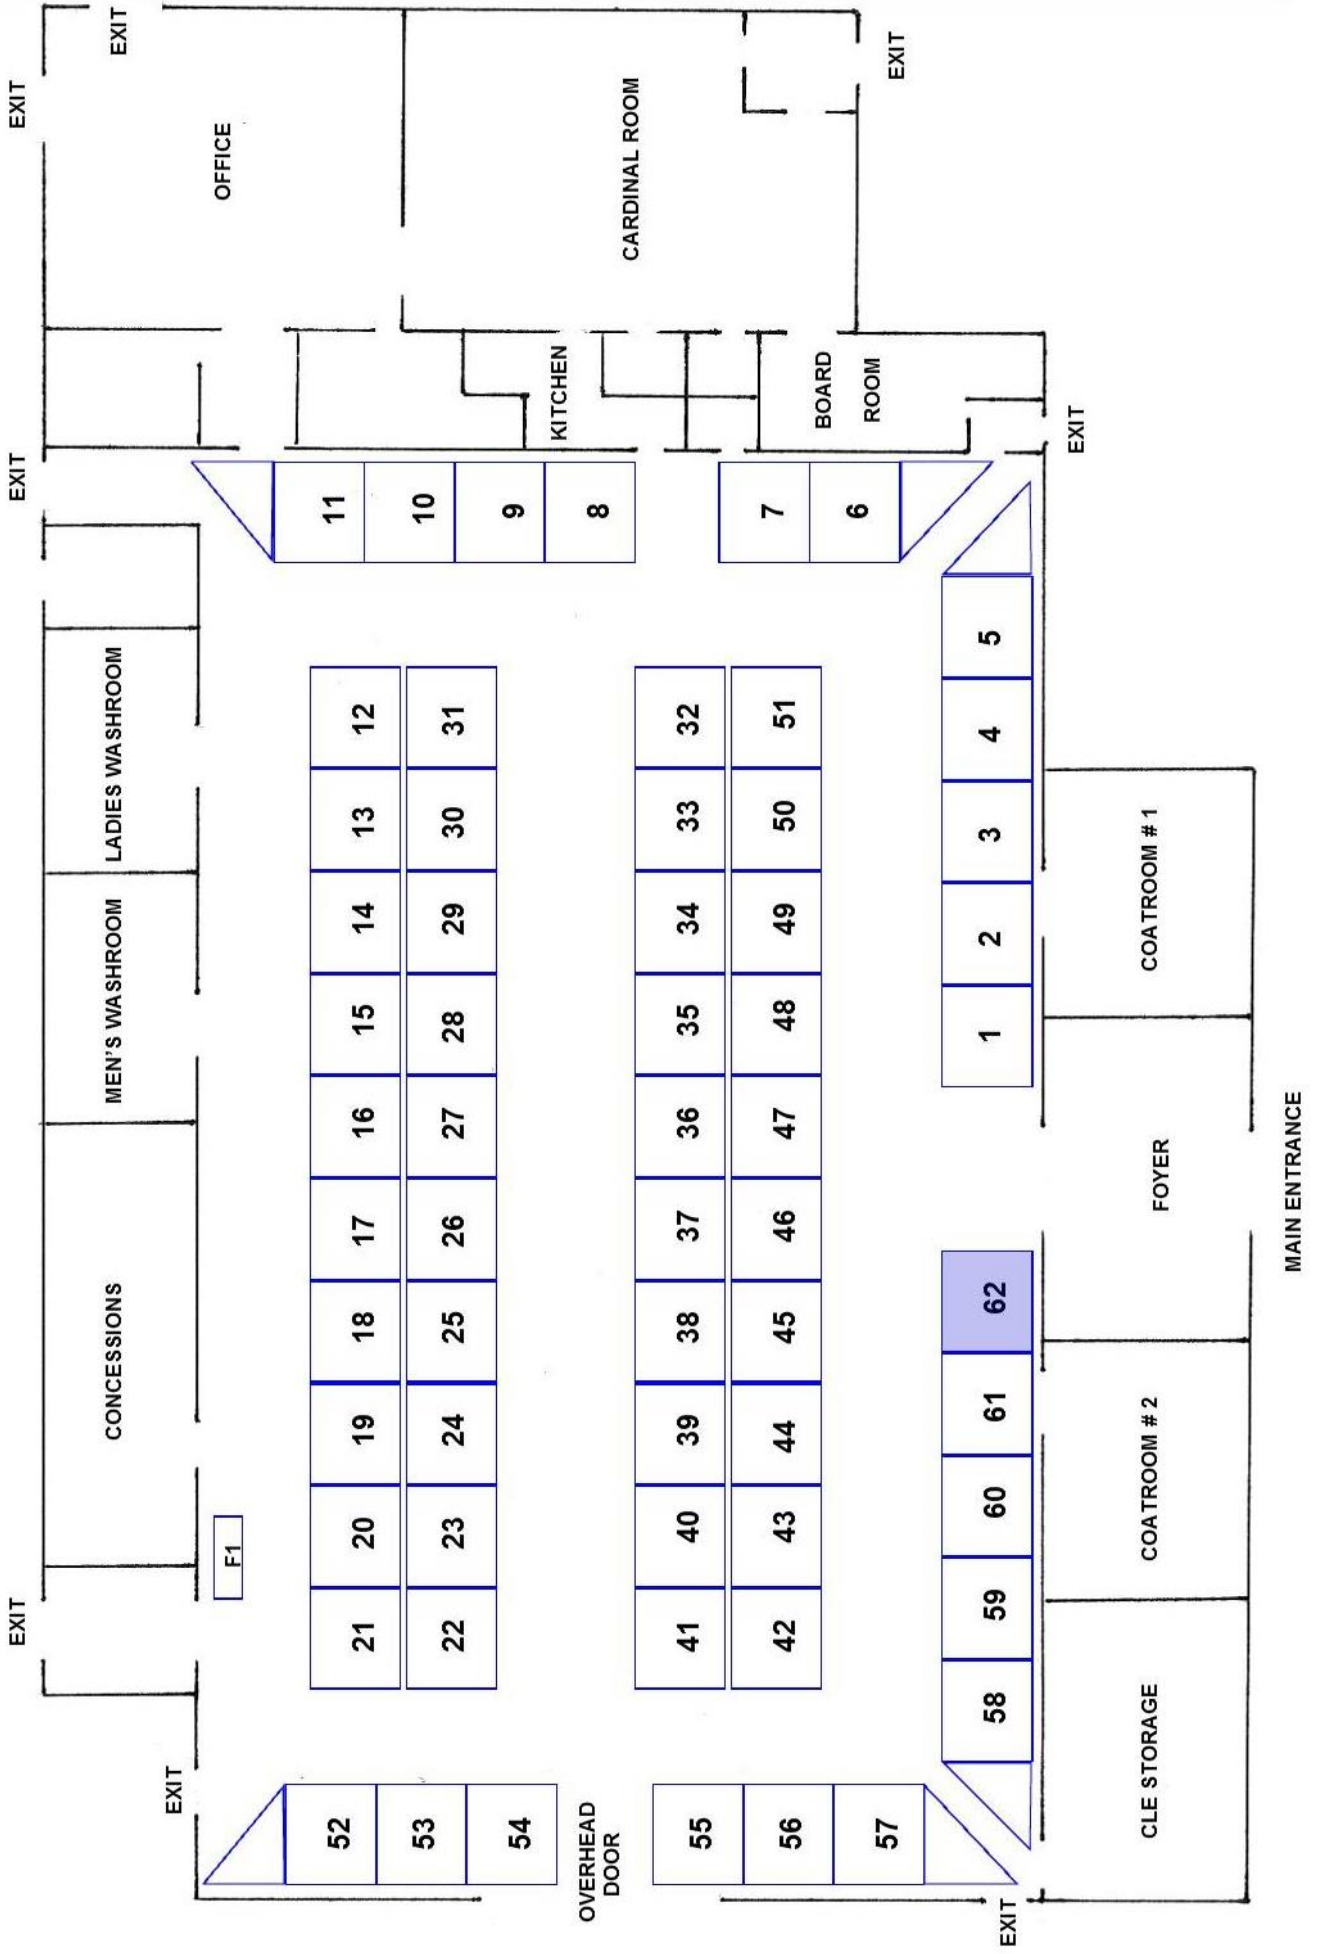 EXIT
EXIT
EXIT
EXIT
EXIT
EXIT
EXIT
EXIT
OFFICE
CARDINAL ROOM
KITCHEN
BOARD
ROOM
LADIES WASHROOM
MEN'S WASHROOM
CONCESSIONS
F1
11
10
9
8
7
6
5
4
3
2
1
12
13
14
15
16
17
18
19
20
21
31
30
29
28
27
26
25
24
23
22
32
33
34
35
36
37
38
39
40
41
51
50
49
48
47
46
45
44
43
42
52
53
54
OVERHEAD
DOOR
55
56
57
58
59
60
61
62
COATROOM # 1
FOYER
MAIN ENTRANCE
COATROOM # 2
CLE STORAGE